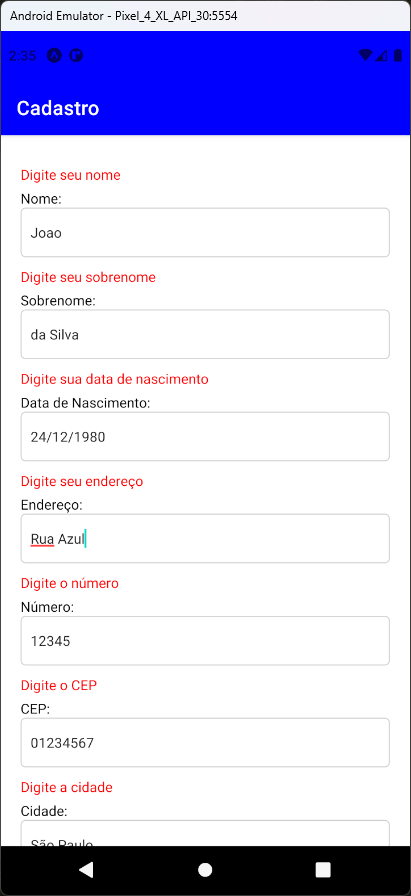 Android Emulator - Pixel_4_XL_API_30:5554
2:35
Cadastro
Digite seu nome
Nome:
Joao
Digite seu sobrenome
Sobrenome:
da Silva
Digite sua data de nascimento
Data de Nascimento:
24/12/1980
Digite seu endereço
Endereço:
Rua Azul
Digite o número
Número:
12345
Digite o CEP
CEP:
01234567
Digite a cidade
Cidade:
São Paulo